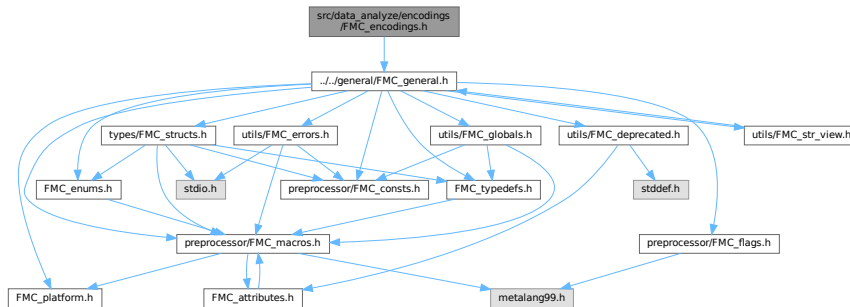 src/data_analyze/encodings
/FMC_encodings.h
../../general/FMC_general.h
types/FMC_structs.h
utils/FMC_errors.h
utils/FMC_globals.h
utils/FMC_deprecated.h
utils/FMC_str_view.h
FMC_enums.h
stdio.h
preprocessor/FMC_consts.h
FMC_typedefs.h
stddef.h
preprocessor/FMC_macros.h
preprocessor/FMC_flags.h
FMC_platform.h
FMC_attributes.h
metalang99.h